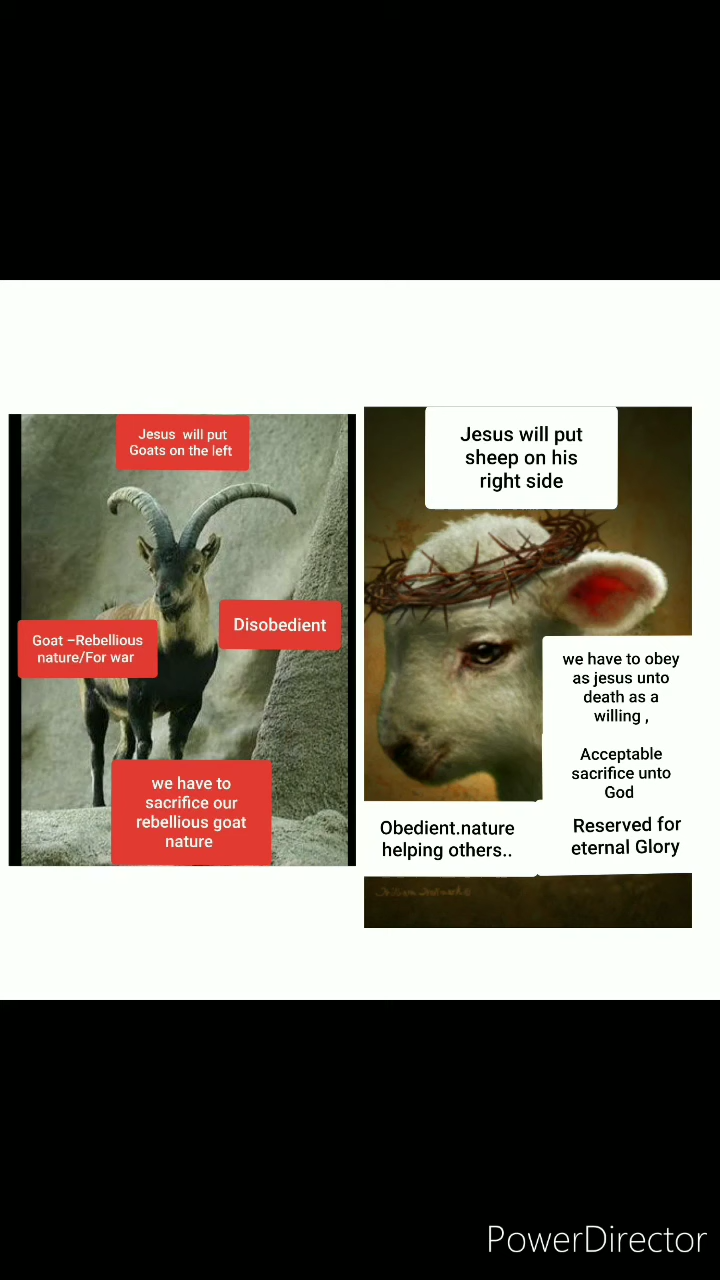 Jesus will put
Goats on the left
Goat –Rebellious
nature/For war
Disobedient
we have to
sacrifice our
rebellious goat
nature
Jesus will put
sheep on his
right side
we have to obey
as jesus unto
death as a
willing ,
Acceptable
sacrifice unto
God
Obedient.nature
helping others..
Reserved for
eternal Glory
PowerDirector